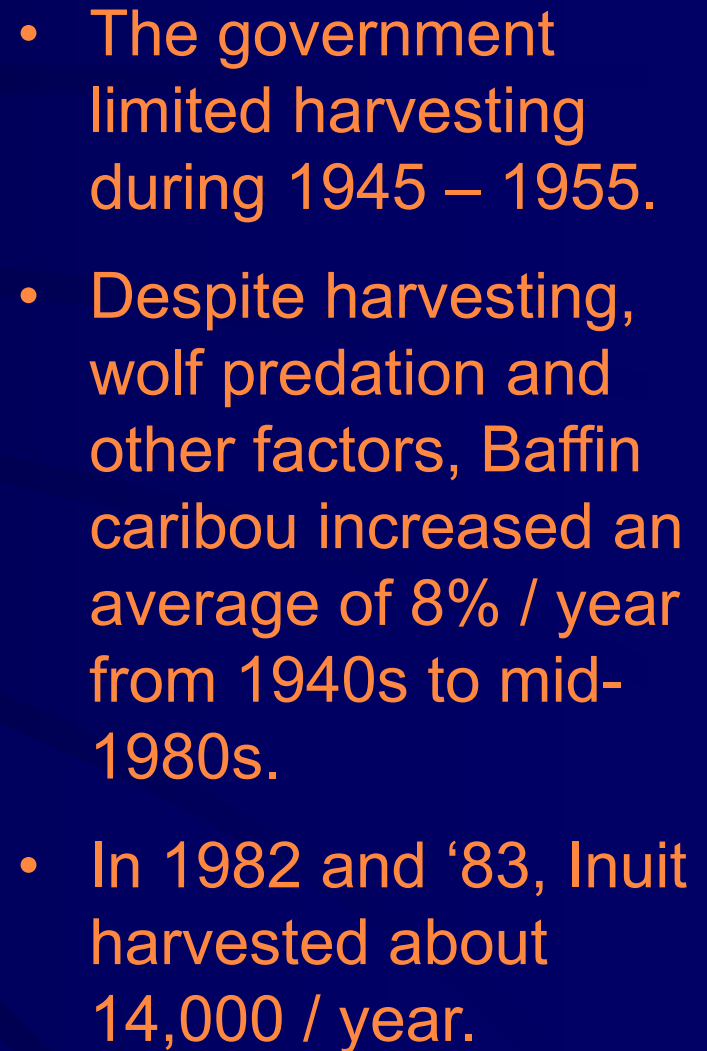 • The government
limited harvesting
during 1945 – 1955.
• Despite harvesting,
wolf predation and
other factors, Baffin
caribou increased an
average of 8% / year
from 1940s to mid-
1980s.
• In 1982 and ‘83, Inuit
harvested about
14,000 / year.